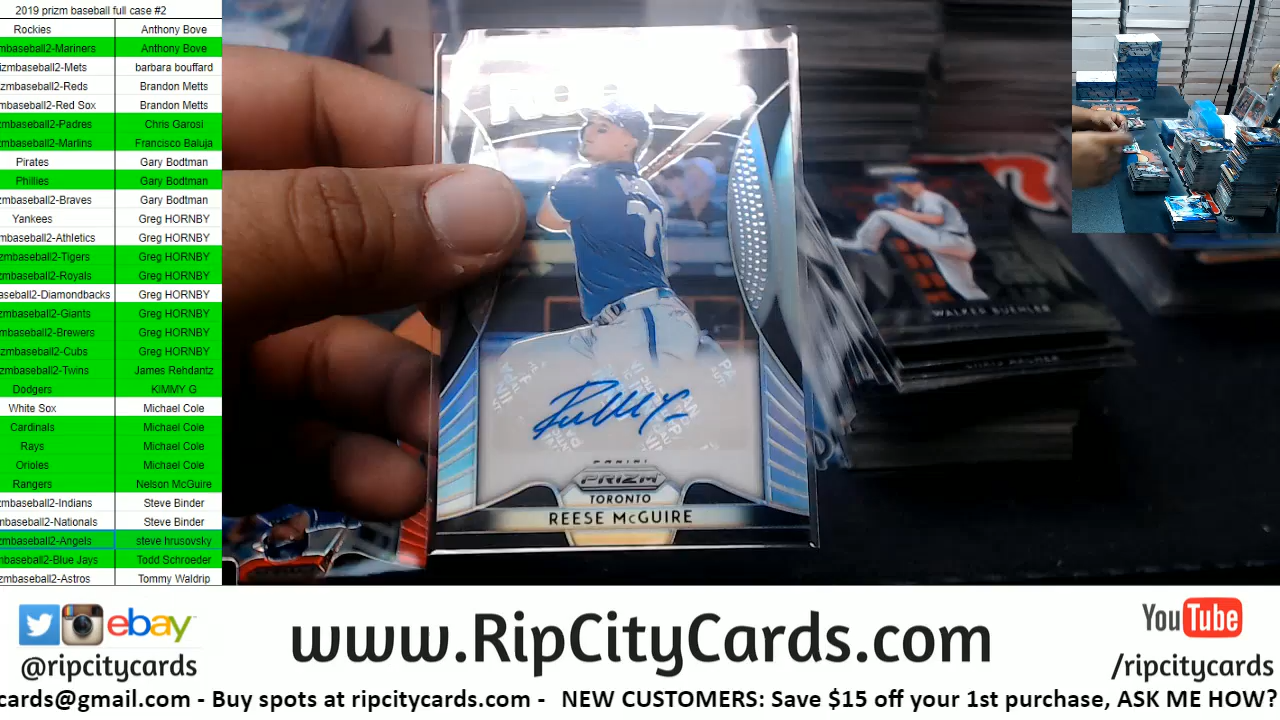 2019 prizm baseball full case #2
Rockies Anthony Bove
mbaseball2-Mariners Anthony Bove
izmbaseball2-Mets barbara bouffard
zmbaseball2-Reds Brandon Metts
mbaseball2-Red Sox Brandon Metts
mbaseball2-Padres Chris Garosi
mbaseball2-Marlins Francisco Baluja
Pirates Gary Bodtman
Phillies Gary Bodtman
mbaseball2-Braves Gary Bodtman
Yankees Greg HORNBY
mbaseball2-Athletics Greg HORNBY
zmbaseball2-Tigers Greg HORNBY
zmbaseball2-Royals Greg HORNBY
aseball2-Diamondbacks Greg HORNBY
zmbaseball2-Giants Greg HORNBY
mbaseball2-Brewers Greg HORNBY
zmbaseball2-Cubs Greg HORNBY
zmbaseball2-Twins James Rehdantz
Dodgers KIMMY G
White Sox Michael Cole
Cardinals Michael Cole
Rays Michael Cole
Orioles Michael Cole
Rangers Nelson McGuire
zmbaseball2-Indians Steve Binder
mbaseball2-Nationals Steve Binder
zmbaseball2-Angels steve hrusovsky
mbaseball2-Blue Jays Todd Schroeder
zmbaseball2-Astros Tommy Waldrip
PANINI
PRIZM
TORONTO
REESE McGUIRE
WALKER BUEHLER
CHRIS ARCHER
ebay
@ripcitycards
www.RipCityCards.com
YouTube
/ripcitycards
cards@gmail.com - Buy spots at ripcitycards.com - NEW CUSTOMERS: Save $15 off your 1st purchase, ASK ME HOW?